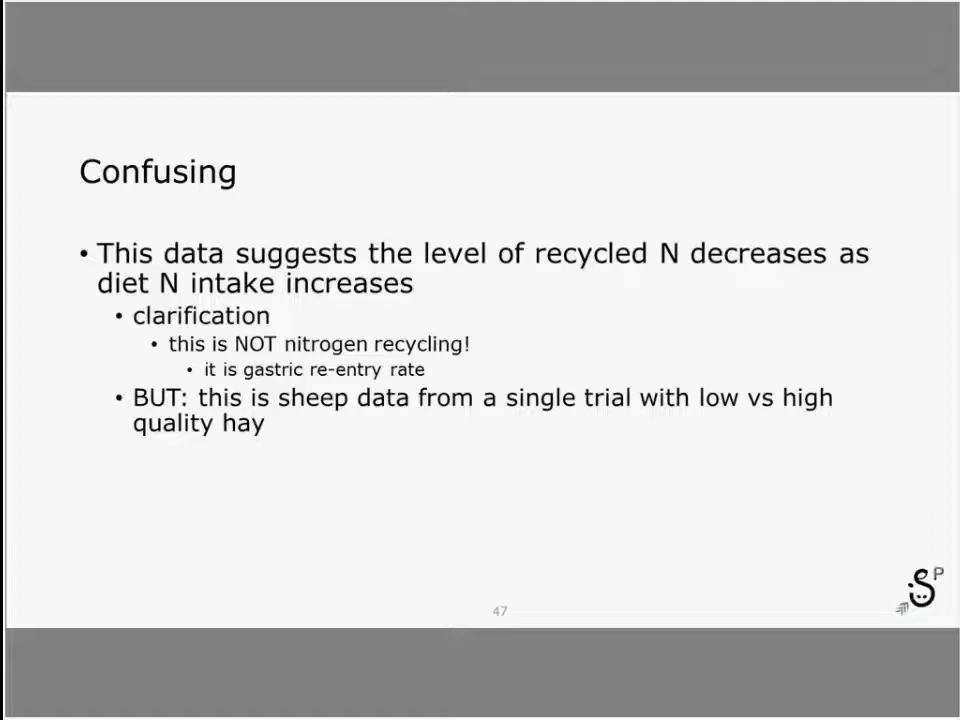 Confusing
• This data suggests the level of recycled N decreases as
diet N intake increases
• clarification
• this is NOT nitrogen recycling!
• it is gastric re-entry rate
• BUT: this is sheep data from a single trial with low vs high
quality hay
S P
47